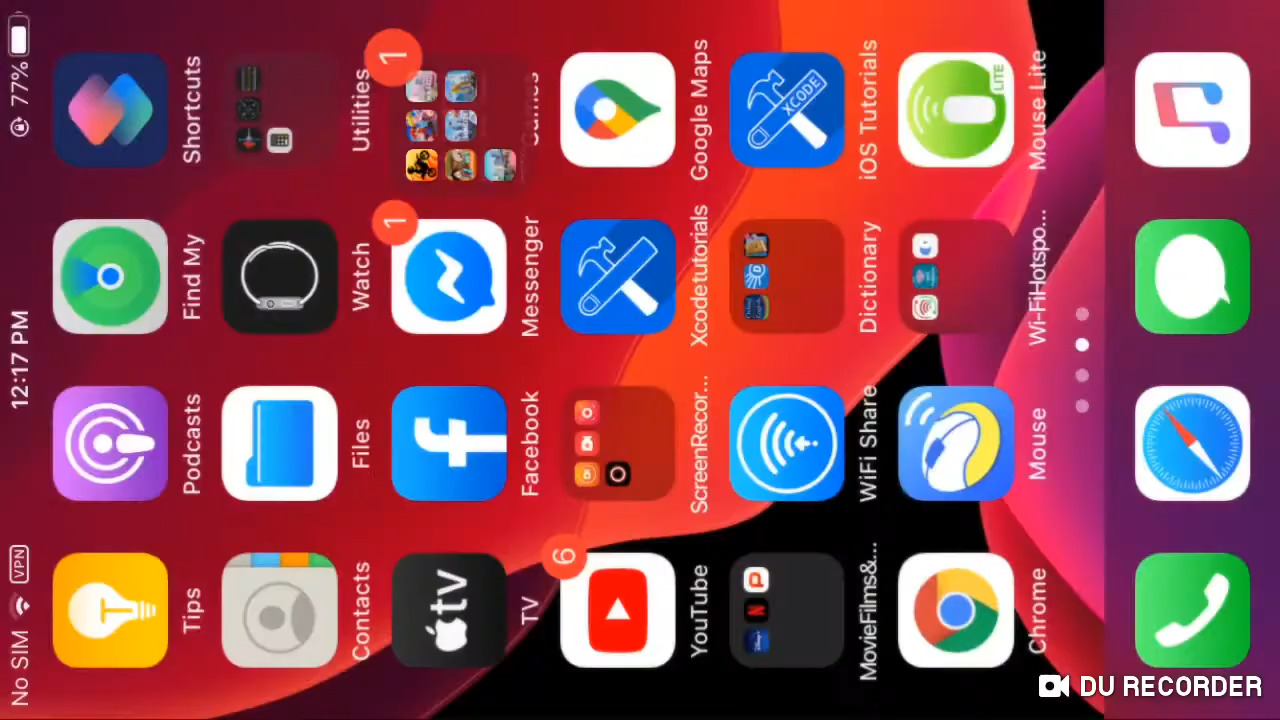 No SIM VPN 12:17 PM 77%
Tips Podcasts Find My Shortcuts
Contacts Files Watch Utilities
1
TV Facebook Messenger Games
1
6
YouTube ScreenRecor... Xcodetutorials Google Maps
XCODE
MovieFilms&... WiFi Share Dictionary iOS Tutorials
LITE
Chrome Mouse Wi-FiHotspo... Mouse Lite
tv
DU RECORDER